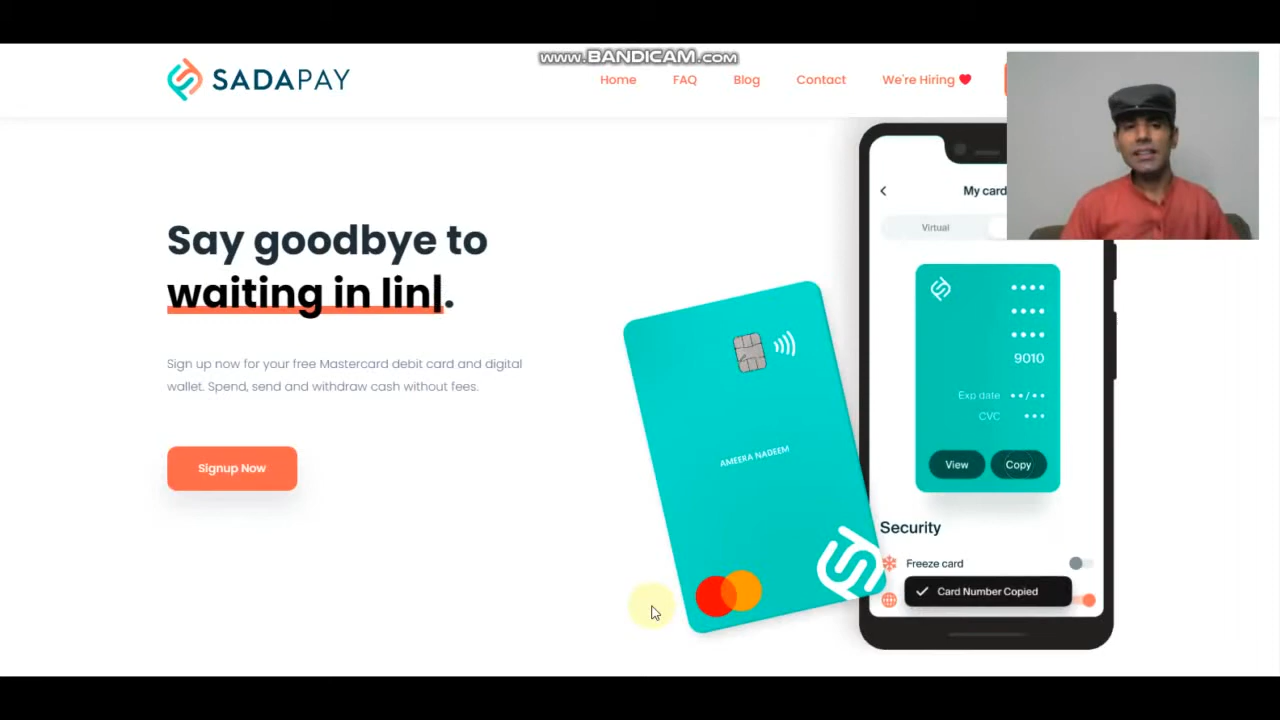 www.BANDICAM.com
SADAPAY
Home FAQ Blog Contact We're Hiring
Say goodbye to
waiting in lin.
Sign up now for your free Mastercard debit card and digital
wallet. Spend, send and withdraw cash without fees.
Signup Now
AMEERA NADEEM
My card
Virtual
9010
Exp date ••/••
CVC •••
View Copy
Security
Freeze card
Card Number Copied